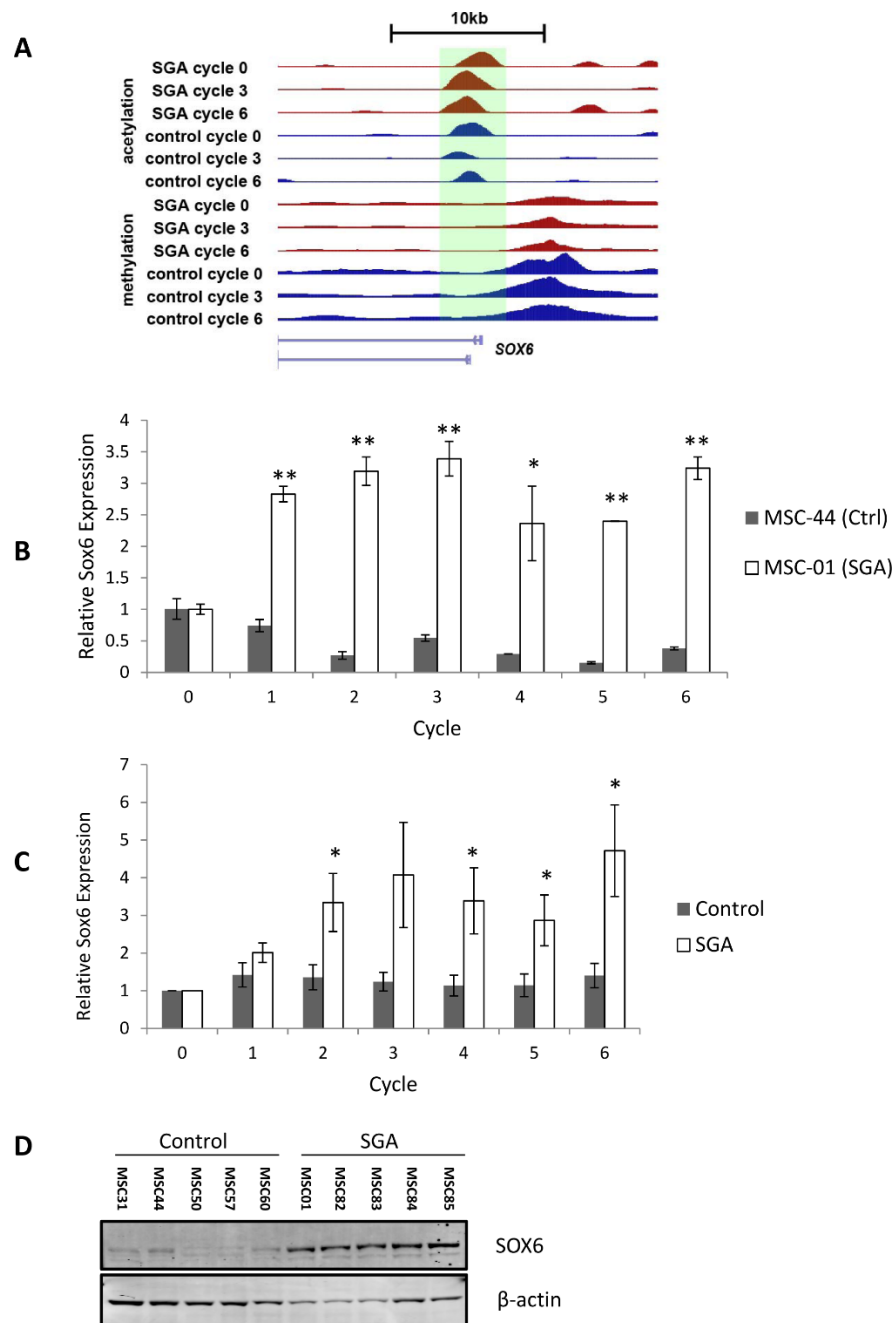 A
10kb
acetylation
SGA cycle 0
SGA cycle 3
SGA cycle 6
control cycle 0
control cycle 3
control cycle 6
methylation
SGA cycle 0
SGA cycle 3
SGA cycle 6
control cycle 0
control cycle 3
control cycle 6
SOX6
B
Relative Sox6 Expression
4
3.5
3
2.5
2
1.5
1
0.5
0
** ** ** * ** **
0 1 2 3 4 5 6
Cycle
MSC-44 (Ctrl)
MSC-01 (SGA)
C
Relative Sox6 Expression
7
6
5
4
3
2
1
0
* * * *
0 1 2 3 4 5 6
Cycle
Control
SGA
D
Control SGA
MSC31 MSC44 MSC50 MSC57 MSC60 MSC01 MSC82 MSC83 MSC84 MSC85
SOX6
β-actin